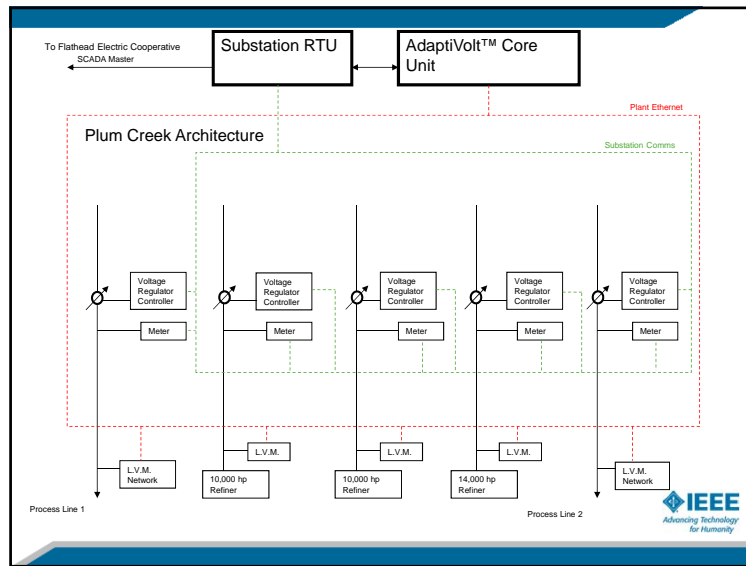 To Flathead Electric Cooperative
SCADA Master
Substation RTU
AdaptiVolt™ Core
Unit
Plant Ethernet
Plum Creek Architecture
Substation Comms
Voltage
Regulator
Controller
Voltage
Regulator
Controller
Voltage
Regulator
Controller
Voltage
Regulator
Controller
Voltage
Regulator
Controller
Meter
Meter
Meter
Meter
Meter
L.V.M.
Network
L.V.M.
L.V.M.
L.V.M.
L.V.M.
Network
10,000 hp
Refiner
10,000 hp
Refiner
14,000 hp
Refiner
Process Line 1
Process Line 2
IEEE
Advancing Technology
for Humanity